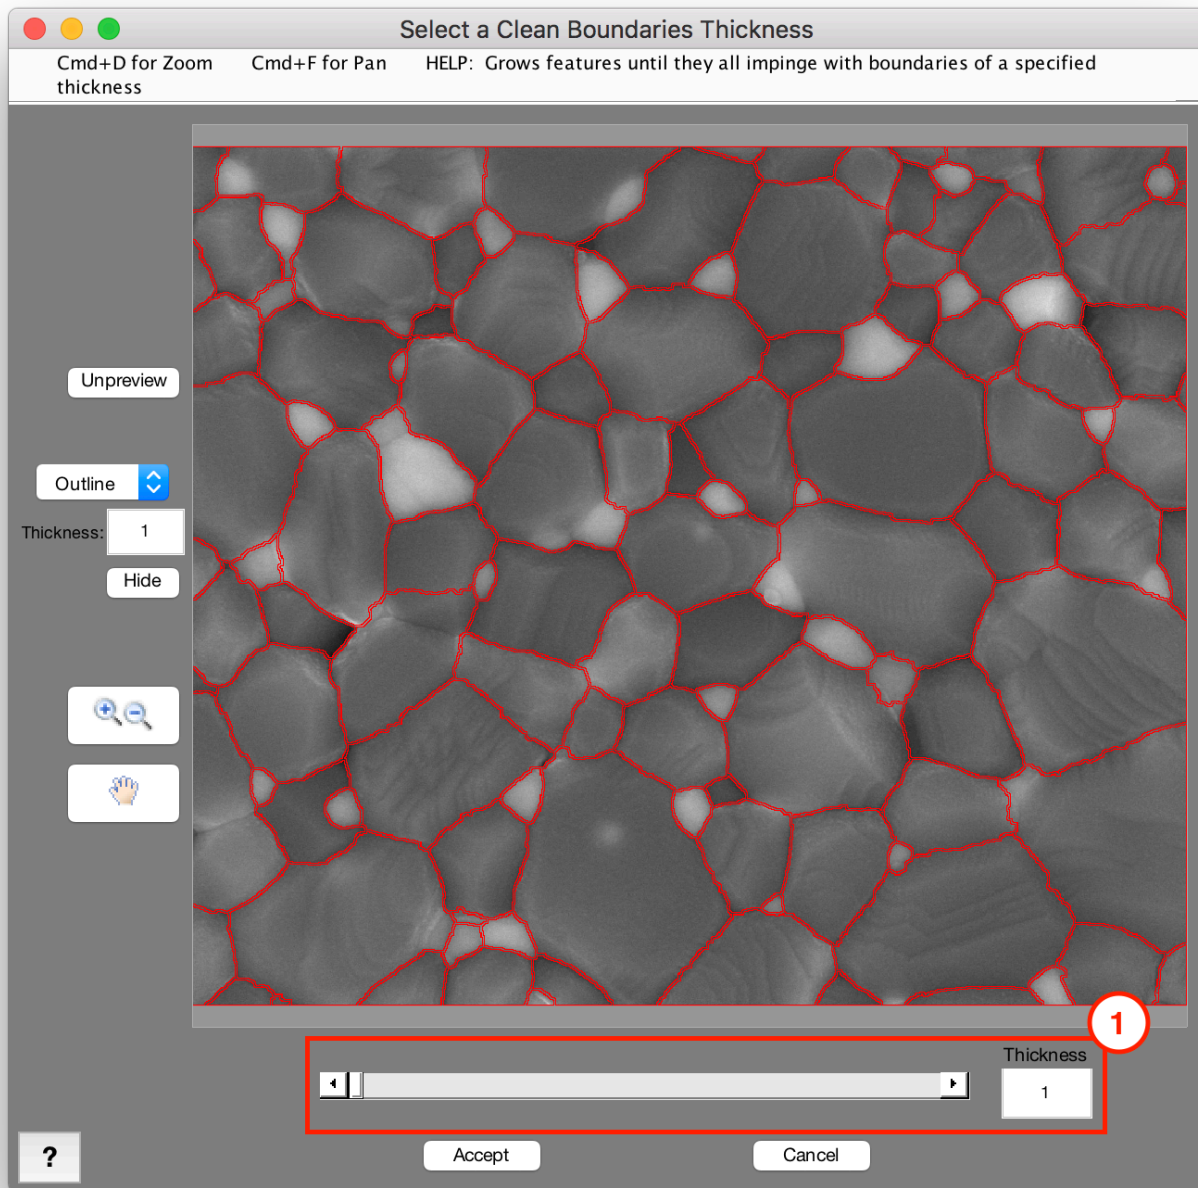 Select a Clean Boundaries Thickness
Cmd+D for Zoom Cmd+F for Pan HELP: Grows features until they all impinge with boundaries of a specified
thickness
Unpreview
Outline
Thickness: 1
Hide
1
Thickness
1
Accept Cancel
?